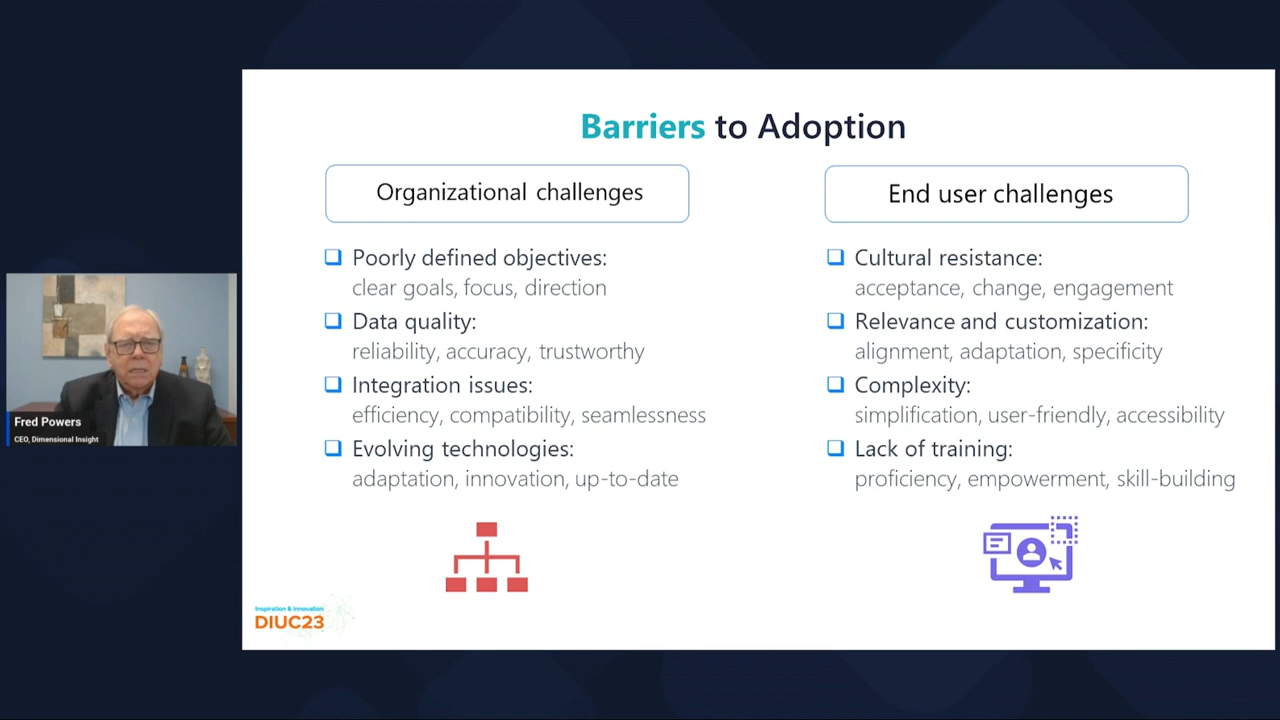 Barriers to Adoption
Organizational challenges
Poorly defined objectives:
clear goals, focus, direction
Data quality:
reliability, accuracy, trustworthy
Integration issues:
efficiency, compatibility, seamlessness
Evolving technologies:
adaptation, innovation, up-to-date
End user challenges
Cultural resistance:
acceptance, change, engagement
Relevance and customization:
alignment, adaptation, specificity
Complexity:
simplification, user-friendly, accessibility
Lack of training:
proficiency, empowerment, skill-building
Fred Powers
CEO, Dimensional Insight
Inspiration & Innovation
DIUC23